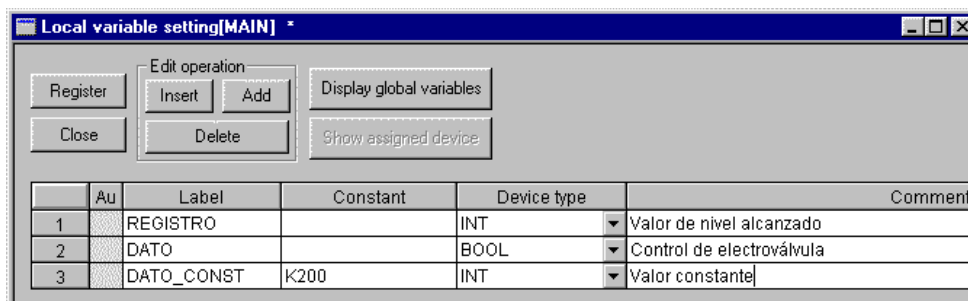 Local variable setting[MAIN] *
Edit operation
Register Insert Add Display global variables
Close Delete Show assigned device
Au Label Constant Device type Comment
1 REGISTRO INT Valor de nivel alcanzado
2 DATO BOOL Control de electroválvula
3 DATO_CONST K200 INT Valor constante